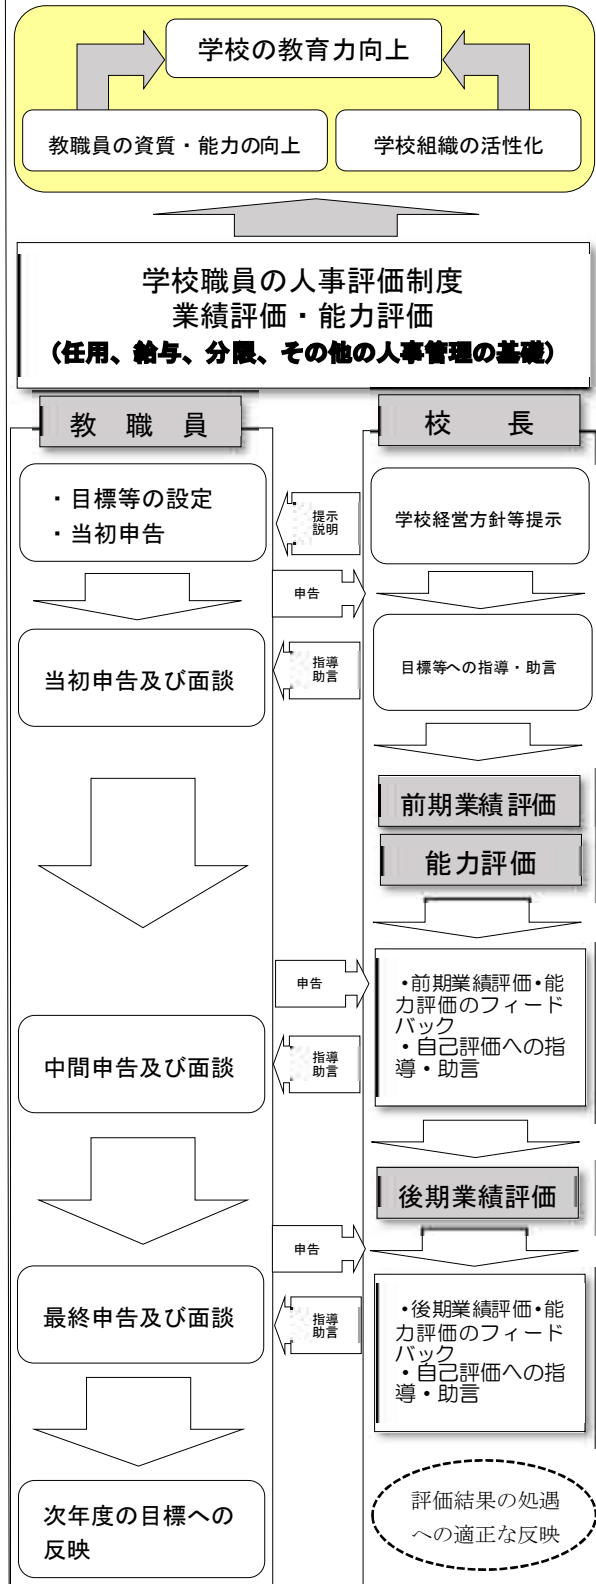 学校の教育力向上
教職員の資質・能力の向上
学校組織の活性化
学校職員の人事評価制度
業績評価・能力評価
（任用、給与、分限、その他の人事管理の基礎）
教　職　員
校　　長
・目標等の設定
・当初申告
提示
説明
学校経営方針等提示
申告
当初申告及び面談
指導
助言
目標等への指導・助言
前期業績評価
能力評価
申告
・前期業績評価・能
力評価のフィード
バック
・自己評価への指
導・助言
中間申告及び面談
指導
助言
後期業績評価
申告
最終申告及び面談
指導
助言
・後期業績評価・能
力評価のフィード
バック
・自己評価への指
導・助言
次年度の目標への
反映
評価結果の処遇
への適正な反映